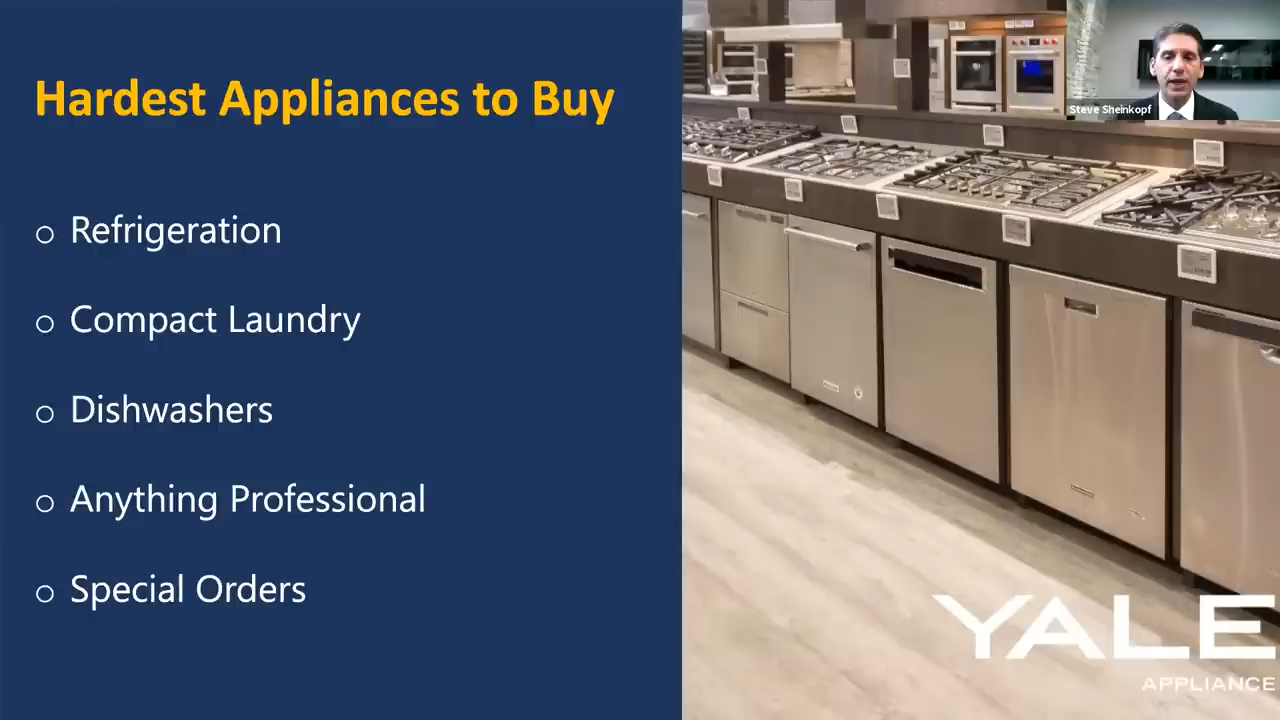 Hardest Appliances to Buy
Steve Sheinkopf
o Refrigeration
o Compact Laundry
o Dishwashers
o Anything Professional
o Special Orders
YALE
APPLIANCE